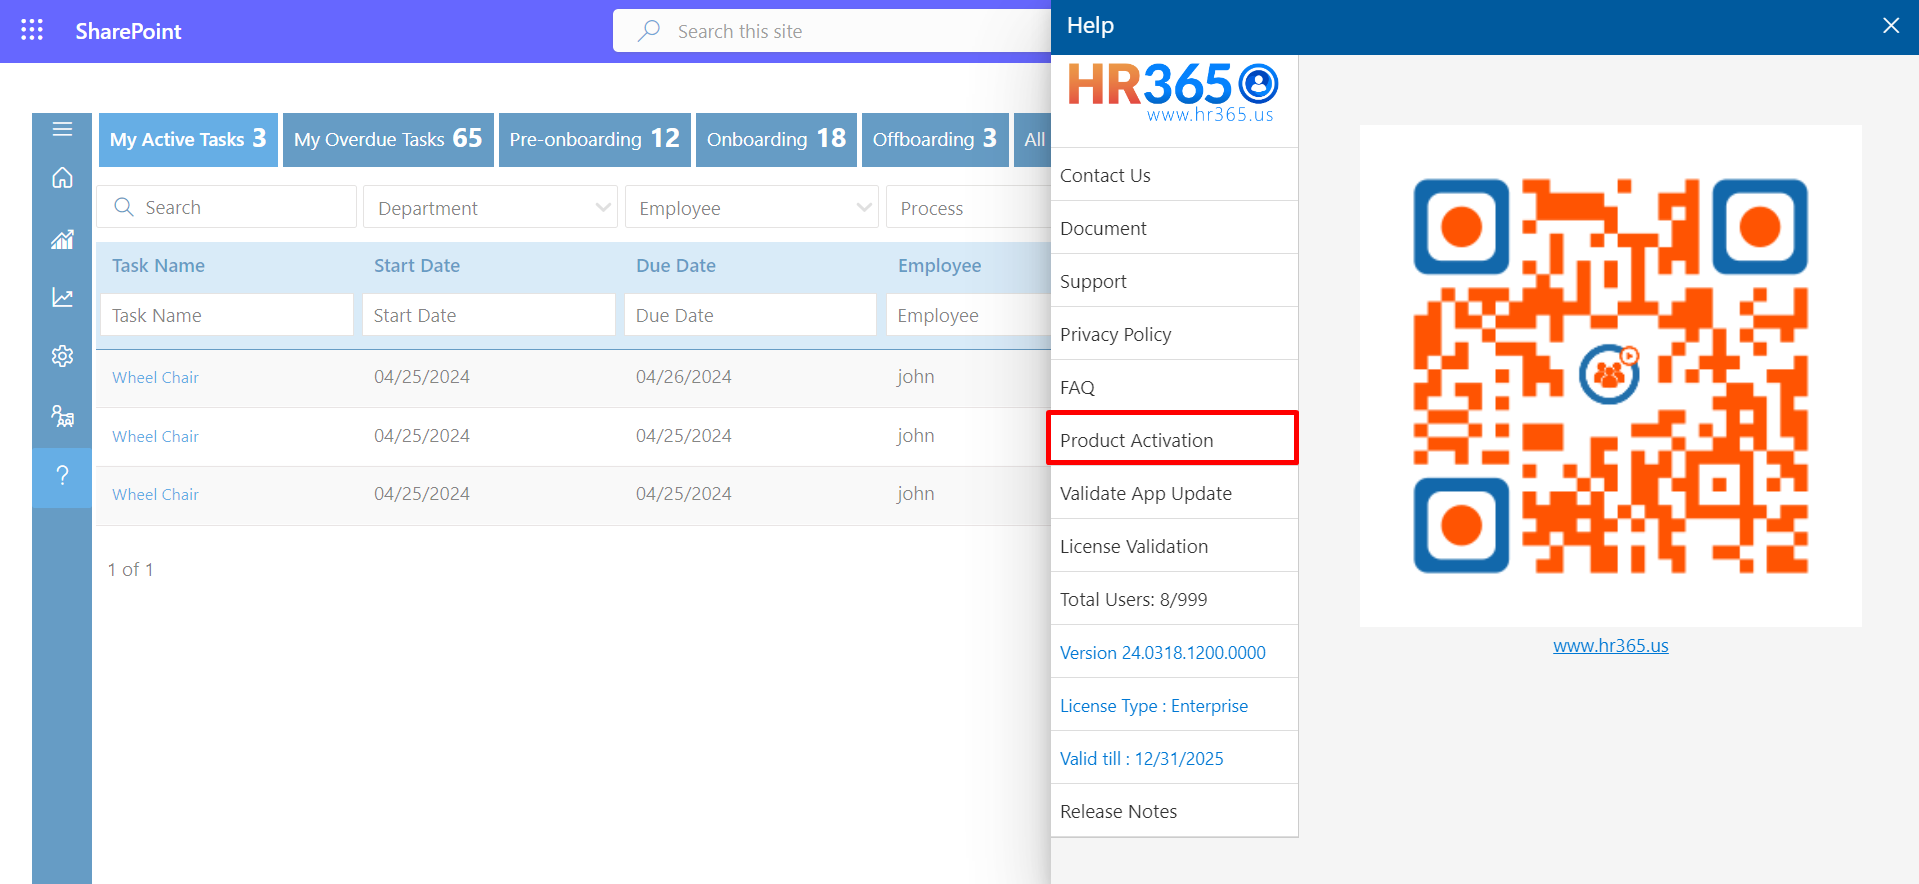 SharePoint
Search this site
Help
HR365
www.hr365.us
My Active Tasks 3
My Overdue Tasks 65
Pre-onboarding 12
Onboarding 18
Offboarding 3
All
Search
Department
Employee
Process
Task Name
Start Date
Due Date
Employee
Task Name
Start Date
Due Date
Employee
Wheel Chair 04/25/2024 04/26/2024 john
Wheel Chair 04/25/2024 04/25/2024 john
Wheel Chair 04/25/2024 04/25/2024 john
1 of 1
?
Contact Us
Document
Support
Privacy Policy
FAQ
Product Activation
Validate App Update
License Validation
Total Users: 8/999
Version 24.0318.1200.0000
License Type : Enterprise
Valid till : 12/31/2025
Release Notes
www.hr365.us